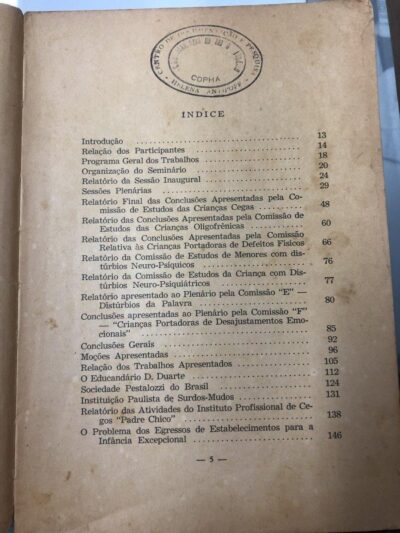 CENTRO DE DOCUMENTAÇÃO E PESQUISA
HELENA ANTIPOFF
COPHA
INDICE
Introdução 13
Relação dos Participantes 14
Programa Geral dos Trabalhos 18
Organização do Seminário 20
Relatório da Sessão Inaugural 24
Sessões Plenárias 29
Relatório Final das Conclusões Apresentadas pela Co-
missão de Estudos das Crianças Cegas 48
Relatório das Conclusões Apresentadas pela Comissão de
Estudos das Crianças Oligofrênicas 60
Relatório das Conclusões Apresentadas pela Comissão
Relativa às Crianças Portadoras de Defeitos Físicos 66
Relatório da Comissão de Estudos de Menores com dis-
túrbios Neuro-Psíquicos 76
Relatório da Comissão de Estudos da Criança com Dis-
túrbios Neuro-Psiquiátricos 77
Relatório apresentado ao Plenário pela Comissão "E" —
Distúrbios da Palavra 80
Conclusões apresentadas ao Plenário pela Comissão "F"
— "Crianças Portadoras de Desajustamentos Emo-
cionais" 85
Conclusões Gerais 92
Moções Apresentadas 96
Relação dos Trabalhos Apresentados 105
O Educandário D. Duarte 112
Sociedade Pestalozzi do Brasil 124
Instituição Paulista de Surdos-Mudos 131
Relatório das Atividades do Instituto Profissional de Ce-
gos "Padre Chico" 138
O Problema dos Egressos de Estabelecimentos para a
Infância Excepcional 146
— 5 —